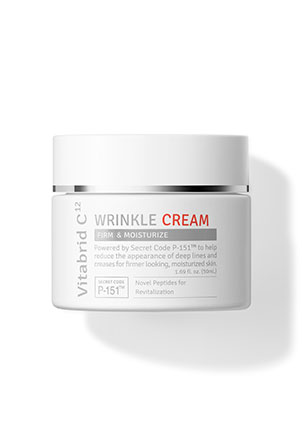 Vitabrid C12
WRINKLE CREAM
FIRM & MOISTURIZE
Powered by Secret Code P-151™ to help
reduce the appearance of deep lines and
creases for firmer looking, moisturized skin.
1.69 fl. oz. (50mL)
SECRET CODE
P-151™
Novel Peptides for
Revitalization